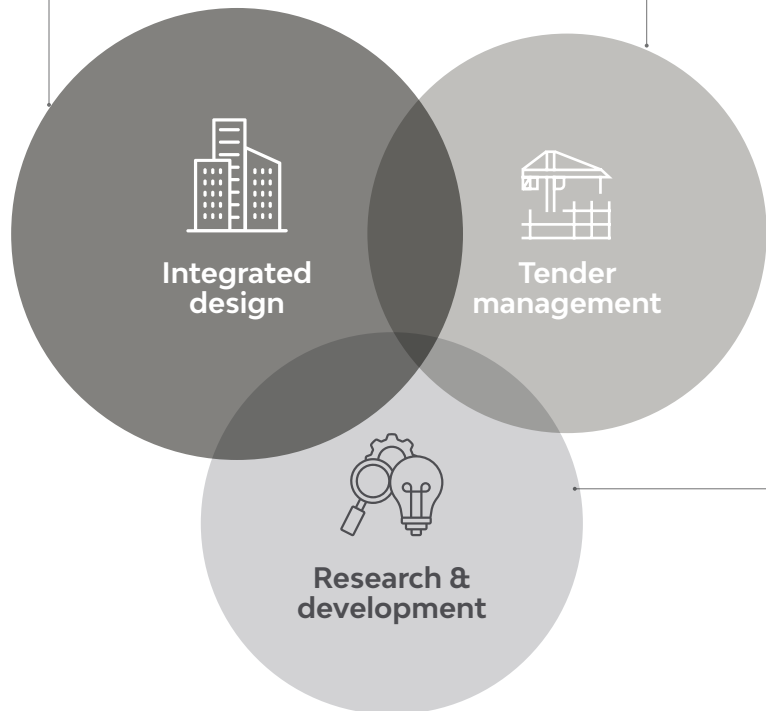 Integrated
design
Tender
management
Research &
development